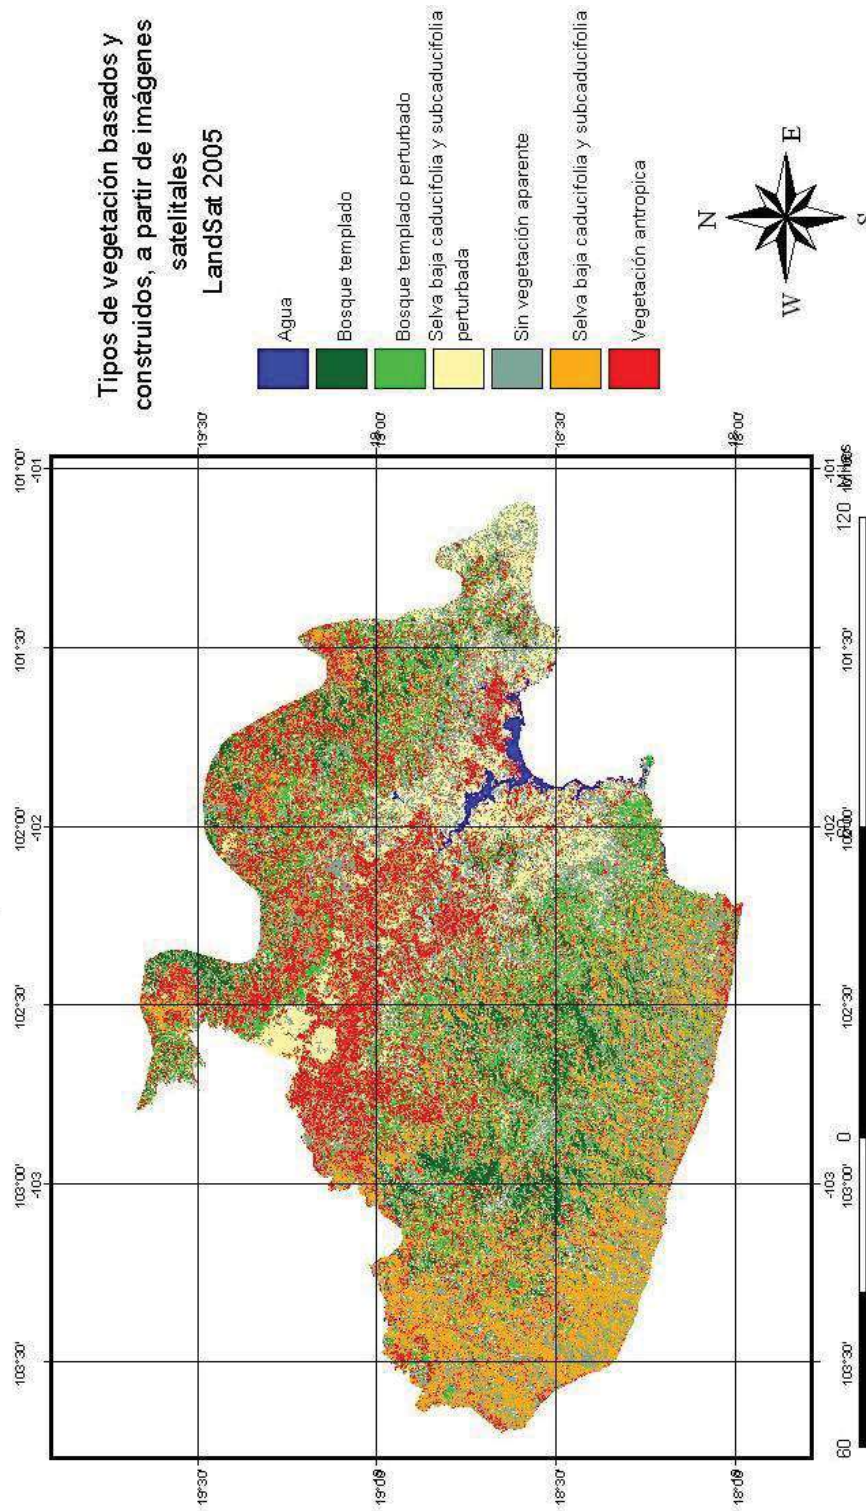 Tipos de vegetación basados y
construidos, a partir de imágenes
satelitales
LandSat 2005
Agua
Bosque templado
Bosque templado perturbado
Selva baja caducifolia y subcaducifolia
perturbada
Sin vegetación aparente
Selva baja caducifolia y subcaducifolia
Vegetación antropica
N
W
E
S
103°30'
103°00'
102°30'
102°00'
101°30'
101°00'
-103
-102
-101
19°30'
18°30'
19°30'
18°30'
103°30'
103°00'
102°30'
101°30'
-103
-102
-101
60
0
120
Miles